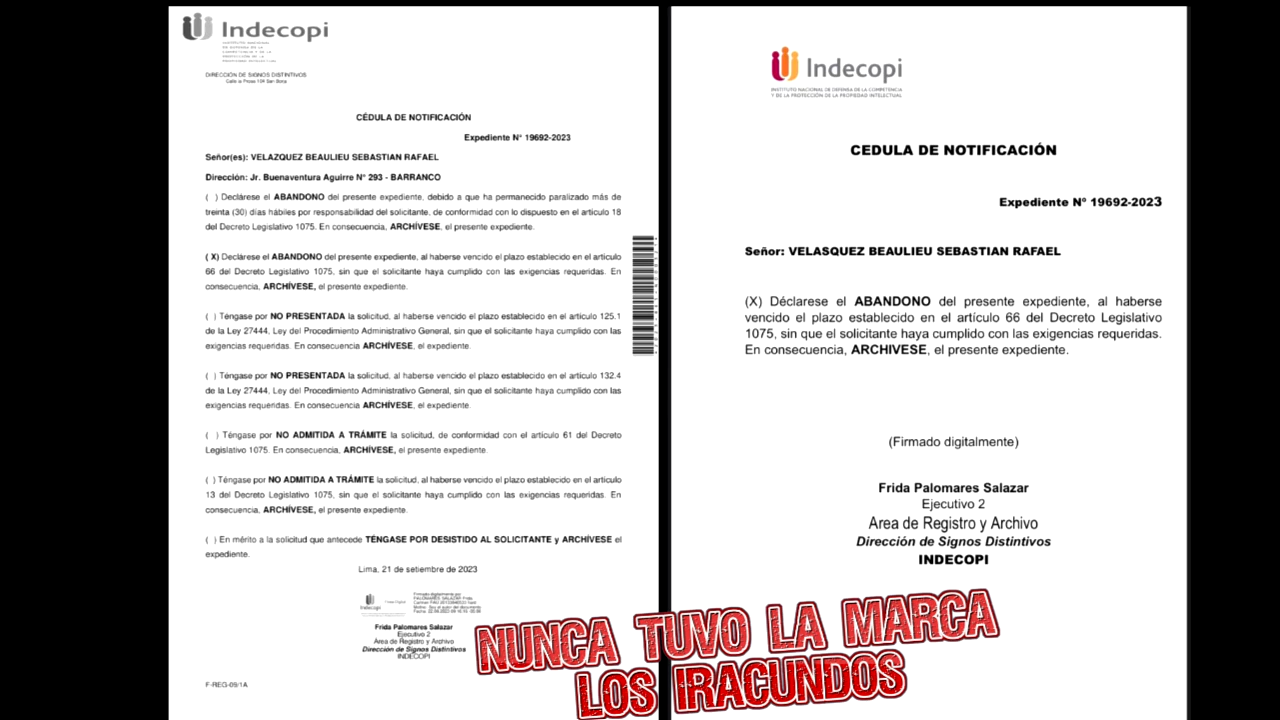 Indecopi
DIRECCIÓN DE SIGNOS DISTINTIVOS
CÉDULA DE NOTIFICACIÓN
Expediente N° 19692-2023
Señor(es): VELAZQUEZ BEAULIEU SEBASTIAN RAFAEL
Dirección: Jr. Buenaventura Aguirre N° 293 - BARRANCO
( ) Declárese el ABANDONO del presente expediente, debido a que ha permanecido paralizado más de
treinta (30) días hábiles por responsabilidad del solicitante, de conformidad con lo dispuesto en el artículo 18
del Decreto Legislativo 1075. En consecuencia, ARCHÍVESE, el presente expediente.
( X) Declárese el ABANDONO del presente expediente, al haberse vencido el plazo establecido en el artículo
66 del Decreto Legislativo 1075, sin que el solicitante haya cumplido con las exigencias requeridas. En
consecuencia, ARCHÍVESE, el presente expediente.
( ) Téngase por NO PRESENTADA la solicitud, al haberse vencido el plazo establecido en el artículo 125.1
de la Ley 27444, Ley del Procedimiento Administrativo General, sin que el solicitante haya cumplido con las
exigencias requeridas. En consecuencia ARCHÍVESE, el presente expediente.
( ) Téngase por NO PRESENTADA la solicitud, al haberse vencido el plazo establecido en el artículo 132.4
de la Ley 27444, Ley del Procedimiento Administrativo General, sin que el solicitante haya cumplido con las
exigencias requeridas. En consecuencia ARCHÍVESE, el presente expediente.
( ) Téngase por NO ADMITIDA A TRÁMITE la solicitud, de conformidad con el artículo 61 del Decreto
Legislativo 1075. En consecuencia, ARCHÍVESE, el presente expediente.
( ) Téngase por NO ADMITIDA A TRÁMITE la solicitud, al haberse vencido el plazo establecido en el artículo
13 del Decreto Legislativo 1075, sin que el solicitante haya cumplido con las exigencias requeridas. En
consecuencia, ARCHÍVESE, el presente expediente.
( ) En mérito a la solicitud que antecede TÉNGASE POR DESISTIDO AL SOLICITANTE y ARCHÍVESE el
expediente.
Lima, 21 de setiembre de 2023
Indecopi
Frida Palomares Salazar
Ejecutivo 2
Area de Registro y Archivo
Dirección de Signos Distintivos
INDECOPI
F-REG-09/1A
Indecopi
INSTITUTO NACIONAL DE DEFENSA DE LA COMPETENCIA
Y DE LA PROTECCIÓN DE LA PROPIEDAD INTELECTUAL
CEDULA DE NOTIFICACIÓN
Expediente N° 19692-2023
Señor: VELASQUEZ BEAULIEU SEBASTIAN RAFAEL
(X) Déclarese el ABANDONO del presente expediente, al haberse
vencido el plazo establecido en el artículo 66 del Decreto Legislativo
1075, sin que el solicitante haya cumplido con las exigencias requeridas.
En consecuencia, ARCHIVESE, el presente expediente.
(Firmado digitalmente)
Frida Palomares Salazar
Ejecutivo 2
Area de Registro y Archivo
Dirección de Signos Distintivos
INDECOPI
NUNCA TUVO LA MARCA
LOS IRACUNDOS